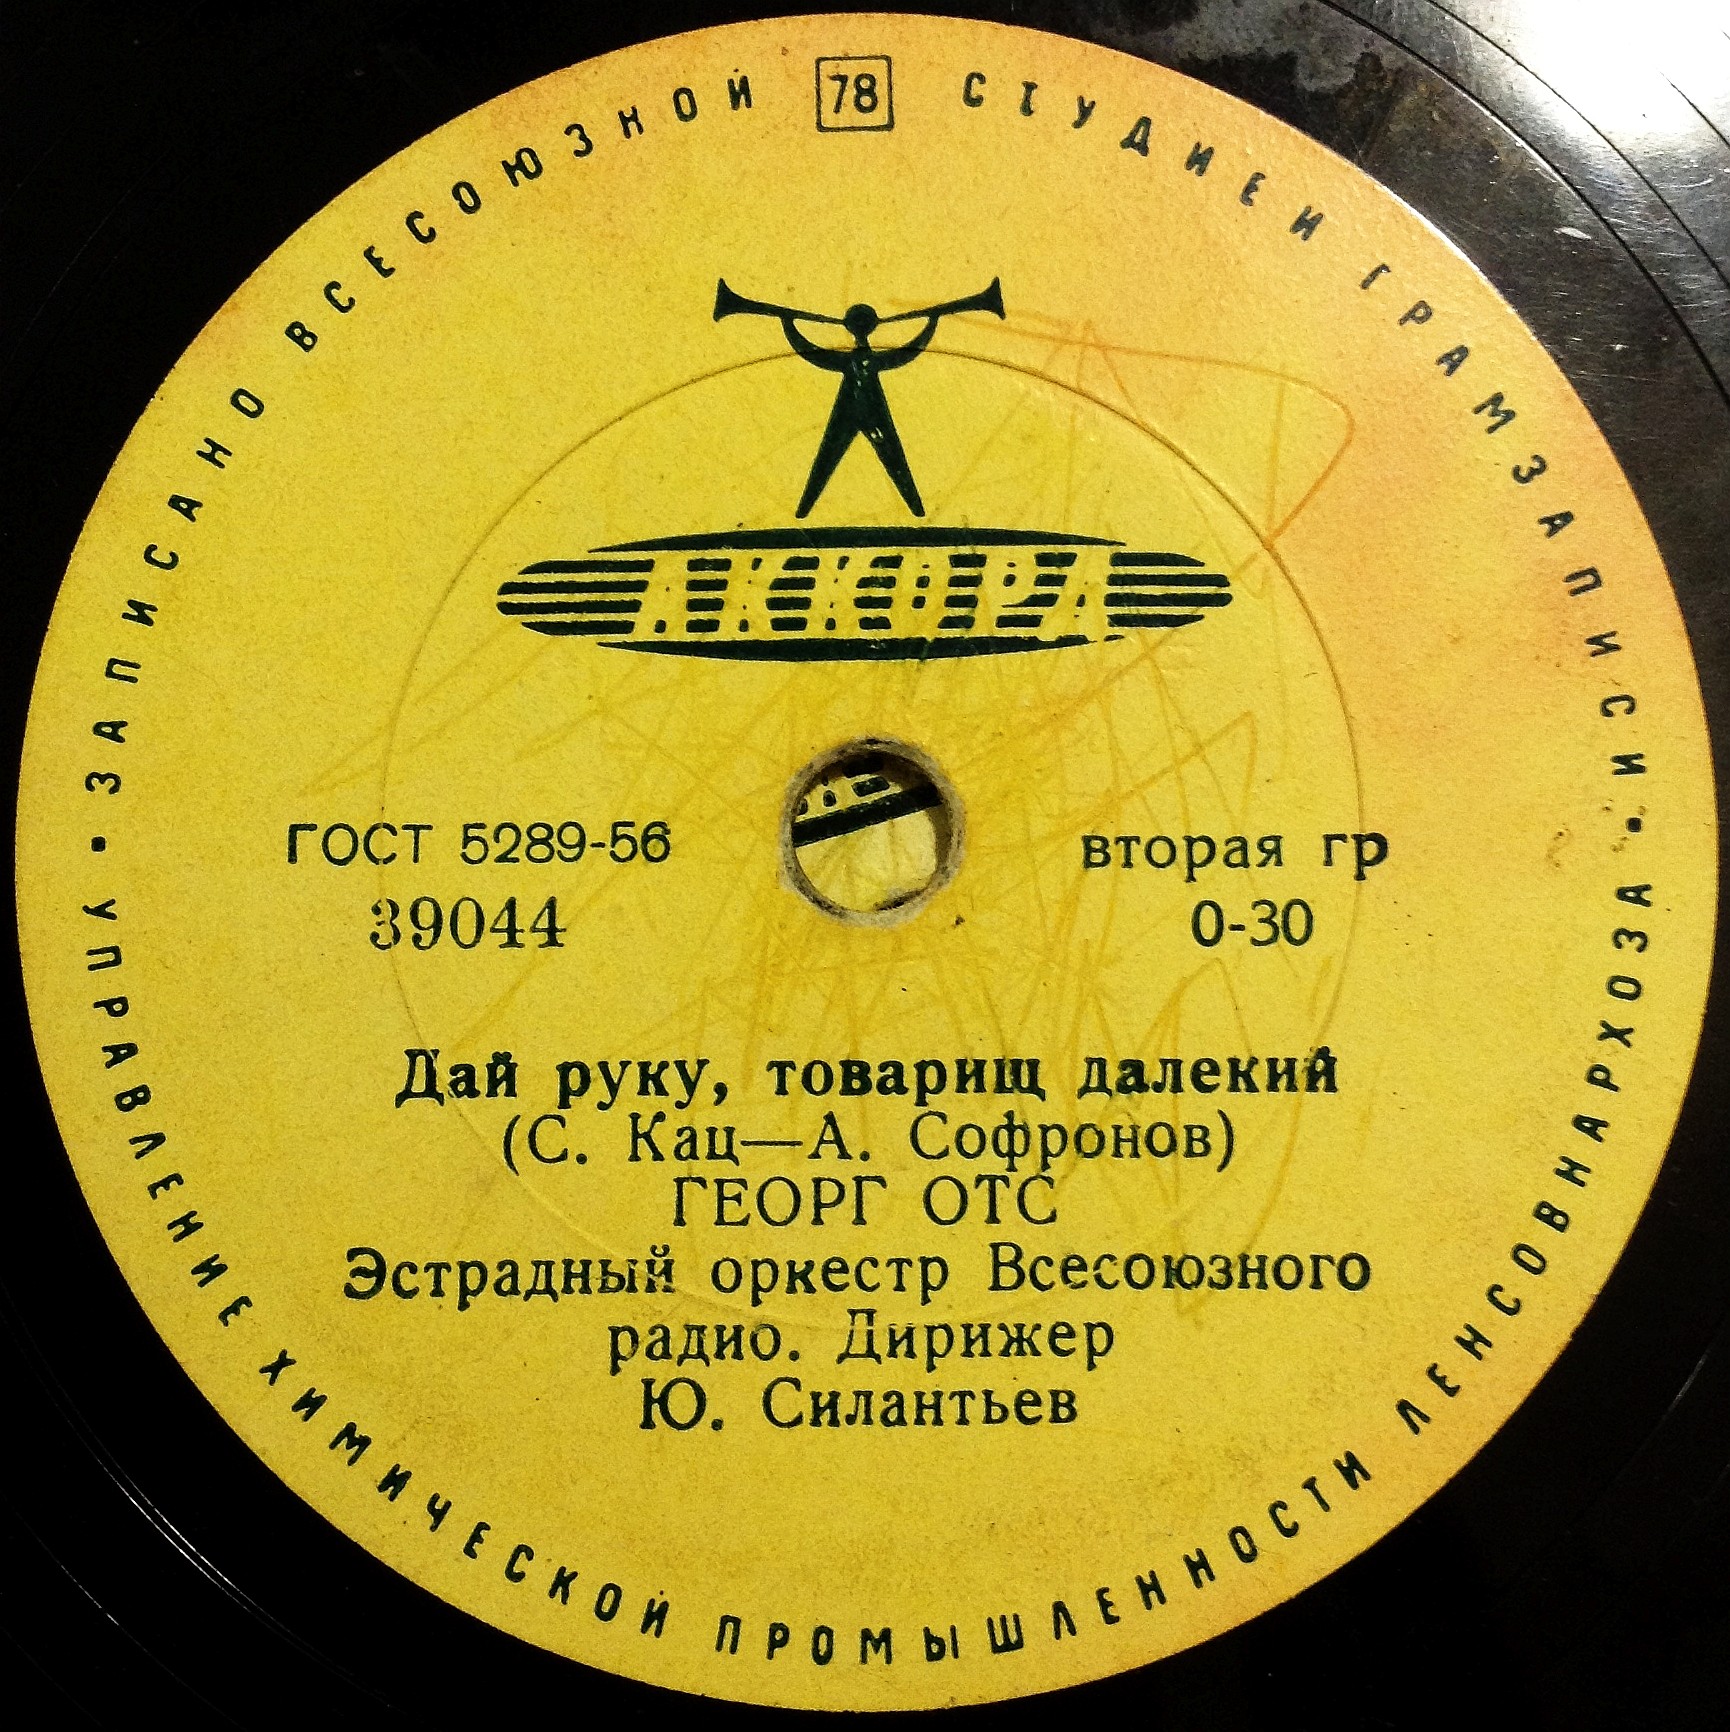 ЗАПИСАНО ВСЕСОЮЗНОЙ 78 СТУДИЕЙ ГРАМЗАПИСИ
АККОРД
ГОСТ 5289-56
вторая гр
39044
0-30
Дай руку, товарищ далекий
(С. Кац—А. Софронов)
ГЕОРГ ОТС
Эстрадный оркестр Всесоюзного
радио. Дирижер
Ю. Силантьев
• УПРАВЛЕНИЕ ХИМИЧЕСКОЙ ПРОМЫШЛЕННОСТИ ЛЕНСОВНАРХОЗА •